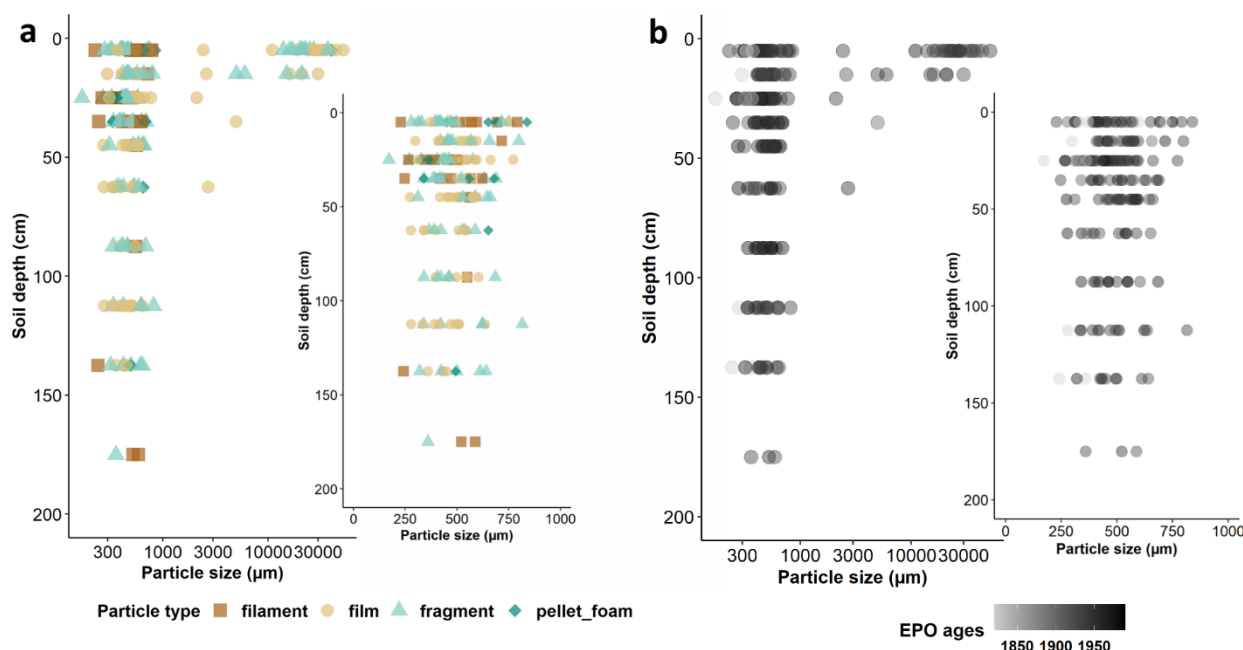 a
0
50
100
150
200
Soil depth (cm)
300 1000 3000 10000 30000
Particle size (µm)
0
50
100
150
200
Soil depth (cm)
0 250 500 750 1000
Particle size (µm)
Particle type filament film fragment pellet_foam
b
0
50
100
150
200
Soil depth (cm)
300 1000 3000 10000 30000
Particle size (µm)
0
50
100
150
200
Soil depth (cm)
0 250 500 750 1000
Particle size (µm)
EPO ages
1850 1900 1950